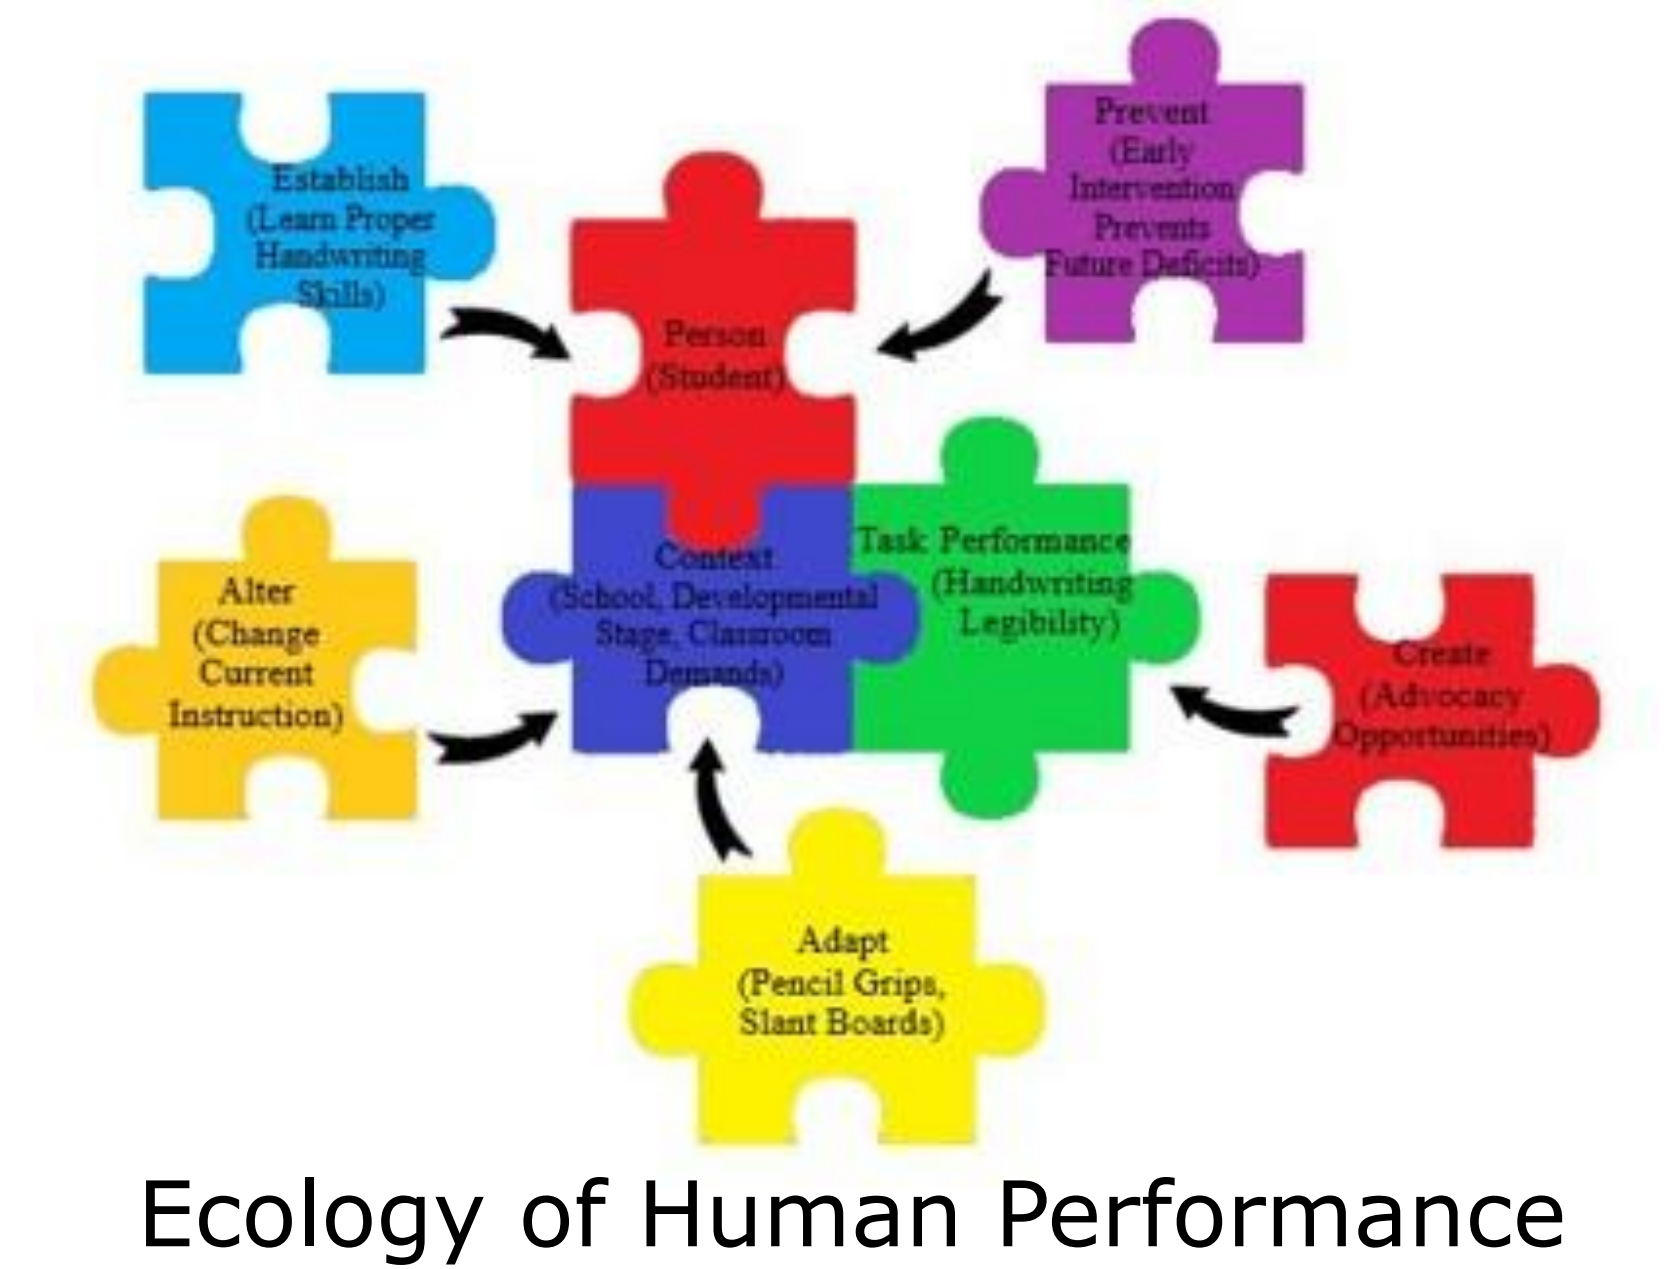 Establish
(Learn Proper
Handwriting
Skills)
Prevent
(Early
Intervention
Prevents
Future Deficits)
Person
(Student)
Alter
(Change
Current
Instruction)
Context
(School, Developmental
Stage, Classroom
Demands)
Task Performance
(Handwriting
Legibility)
Create
(Advocacy
Opportunities)
Adapt
(Pencil Grips,
Slant Boards)
Ecology of Human Performance